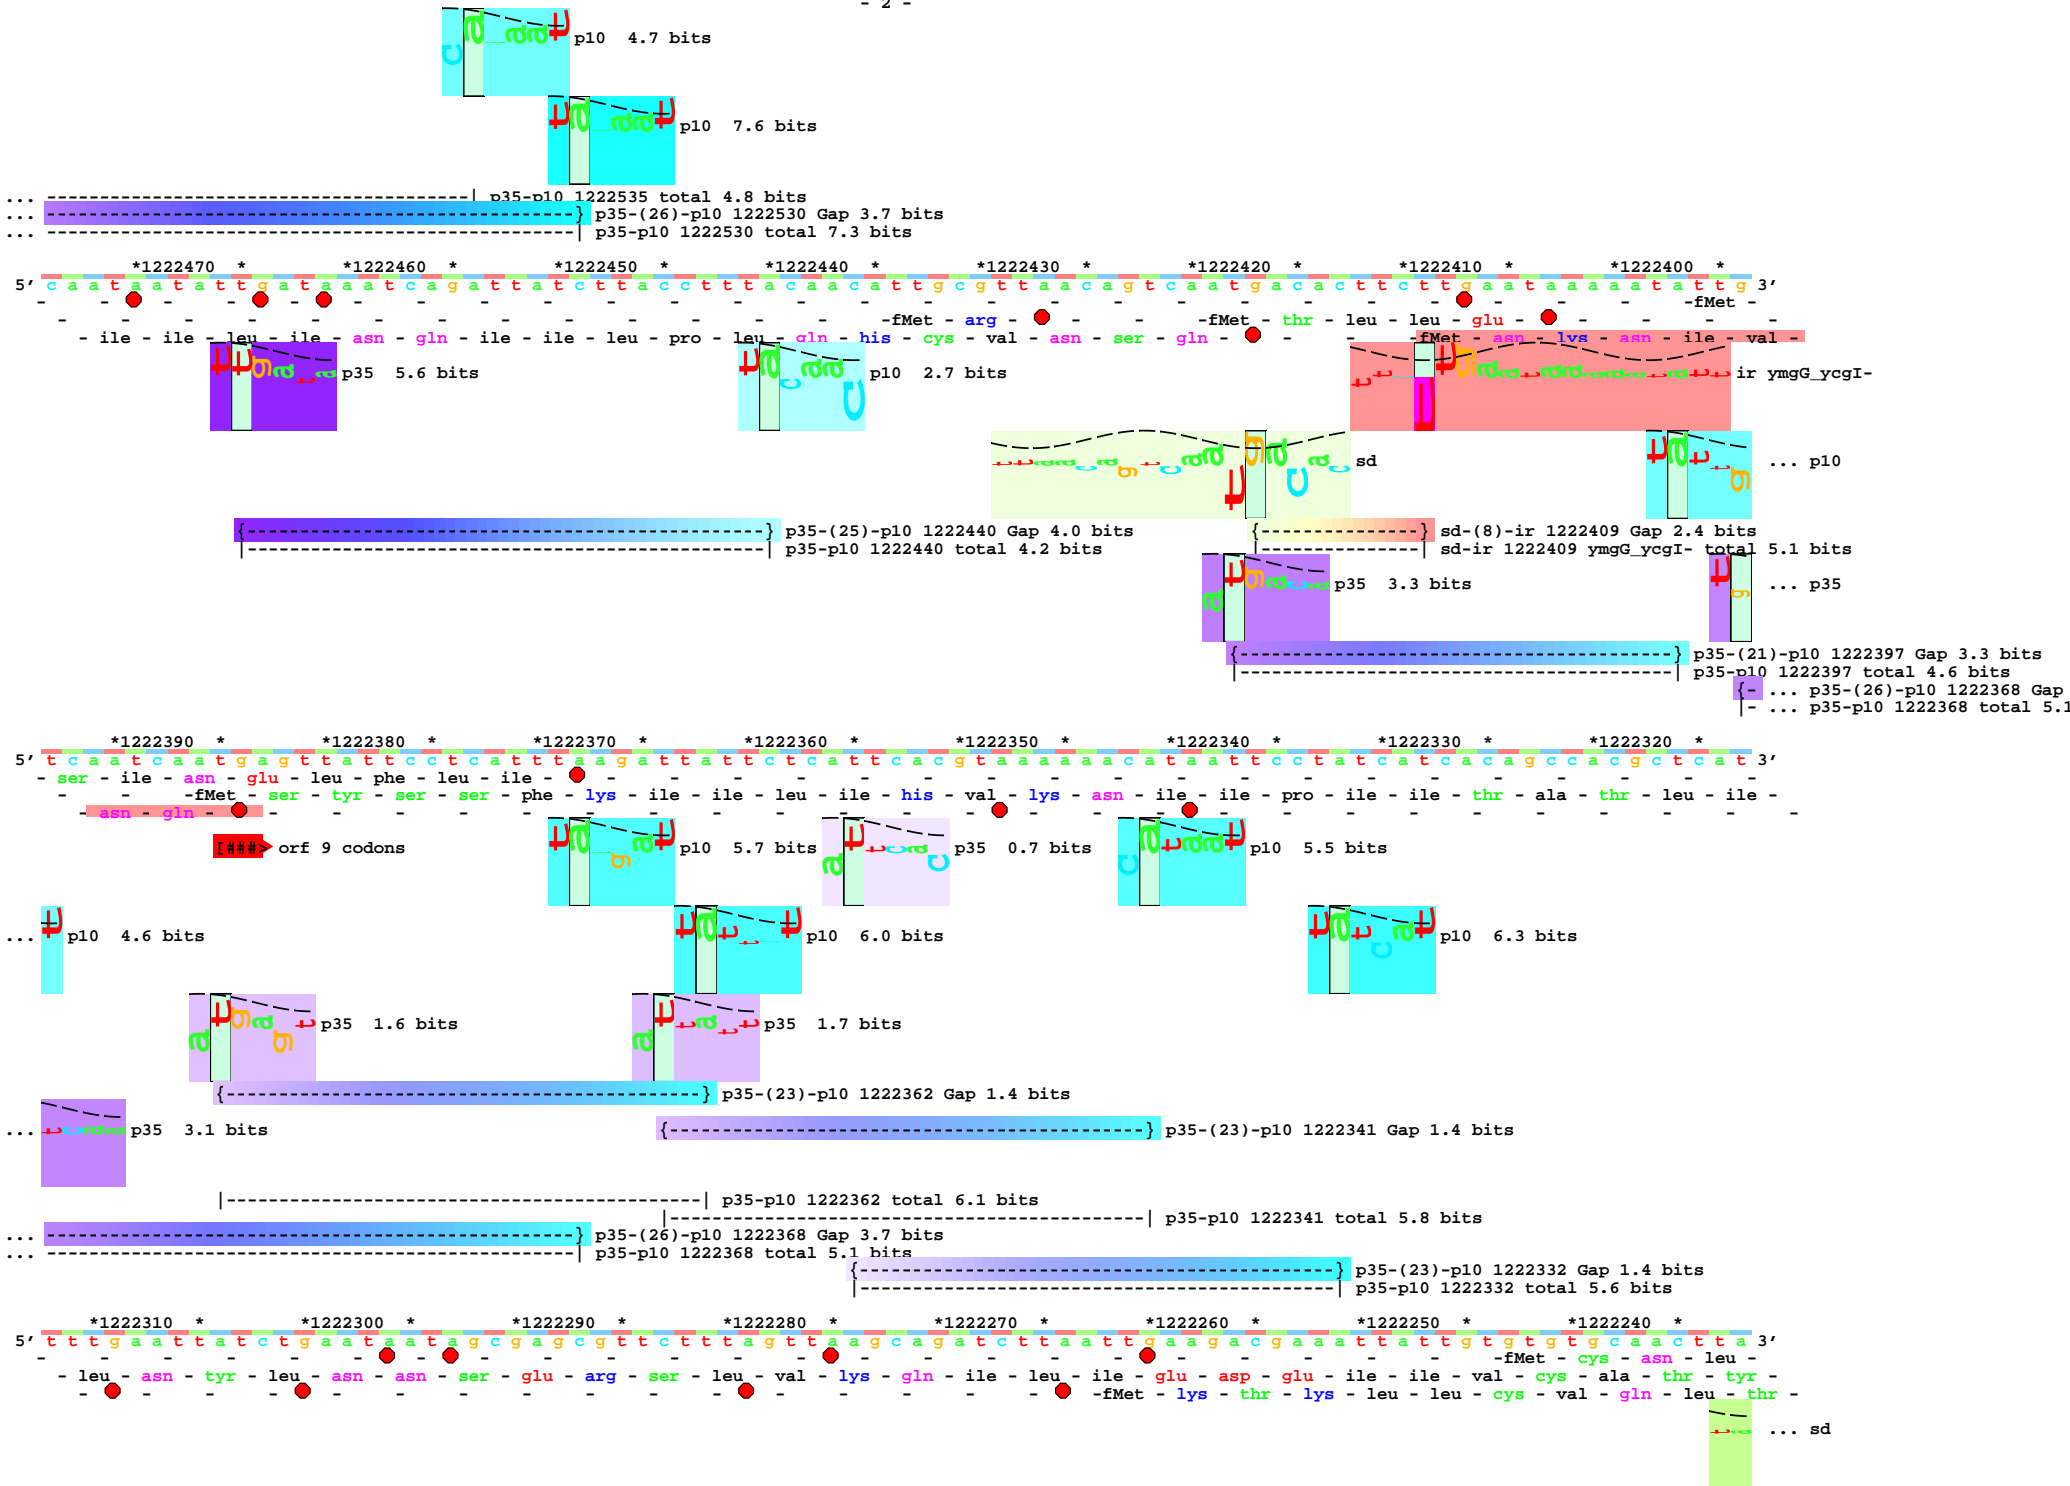 - 2 -
p10 4.7 bits
p10 7.6 bits
... -----------------------------------------| p35-p10 1222535 total 4.8 bits
... ---------------------------------------------------} p35-(26)-p10 1222530 Gap 3.7 bits
... ---------------------------------------------------| p35-p10 1222530 total 7.3 bits
*1222470 * *1222460 * *1222450 * *1222440 * *1222430 * *1222420 * *1222410 * *1222400 *
5' c a a t a a t a t t g a t a a a t c a g a t t a t c t t a c c t t t a c a a c a t t g c g t t a a c a g t c a a t g a c a c t t c t t g a a t a a a a a t a t t g 3'
-fMet -
-fMet - arg - -fMet - thr - leu - leu - glu -
- ile - ile - leu - ile - asn - gln - ile - ile - leu - pro - leu - gln - his - cys - val - asn - ser - gln - -fMet - asn - lys - asn - ile - val -
p35 5.6 bits
p10 2.7 bits
ir ymgG_ycgI-
sd
... p10
{-------------------------} p35-(25)-p10 1222440 Gap 4.0 bits
{--------} sd-(8)-ir 1222409 Gap 2.4 bits
|-------------------------| p35-p10 1222440 total 4.2 bits
|--------| sd-ir 1222409 ymgG_ycgI- total 5.1 bits
p35 3.3 bits
... p35
{---------------------} p35-(21)-p10 1222397 Gap 3.3 bits
|---------------------| p35-p10 1222397 total 4.6 bits
{- ... p35-(26)-p10 1222368 Gap
|- ... p35-p10 1222368 total 5.1
*1222390 * *1222380 * *1222370 * *1222360 * *1222350 * *1222340 * *1222330 * *1222320 *
5' t c a a t c a a t g a g t t a t t c c t c a t t t a a g a t t a t t c t c a t t c a c g t a a a a a a c a t a a t t c c t a t c a t c a c a g c c a c g c t c a t 3'
- ser - ile - asn - glu - leu - phe - leu - ile -
-fMet - ser - tyr - ser - ser - phe - lys - ile - ile - leu - ile - his - val - lys - asn - ile - ile - pro - ile - ile - thr - ala - thr - leu - ile -
- asn - gln -
[###> orf 9 codons
p10 5.7 bits
p35 0.7 bits
p10 5.5 bits
... p10 4.6 bits
p10 6.0 bits
p10 6.3 bits
p35 1.6 bits
p35 1.7 bits
{-----------------------} p35-(23)-p10 1222362 Gap 1.4 bits
... p35 3.1 bits
{-----------------------} p35-(23)-p10 1222341 Gap 1.4 bits
|-----------------------| p35-p10 1222362 total 6.1 bits
|-----------------------| p35-p10 1222341 total 5.8 bits
... -------------------------} p35-(26)-p10 1222368 Gap 3.7 bits
... -------------------------| p35-p10 1222368 total 5.1 bits
{-----------------------} p35-(23)-p10 1222332 Gap 1.4 bits
|-----------------------| p35-p10 1222332 total 5.6 bits
*1222310 * *1222300 * *1222290 * *1222280 * *1222270 * *1222260 * *1222250 * *1222240 *
5' t t t g a a t t a t c t g a a t a a t a g c g a g c g t t c t t t a g t t a a g c a g a t c t t a a t t g a a g a c g a a a t t a t t g t g t g t g c a a c t t a 3'
-fMet - cys - asn - leu -
- leu - asn - tyr - leu - asn - asn - ser - glu - arg - ser - leu - val - lys - gln - ile - leu - ile - glu - asp - glu - ile - ile - val - cys - ala - thr - tyr -
-fMet - lys - thr - lys - leu - leu - cys - val - gln - leu - thr -
... sd